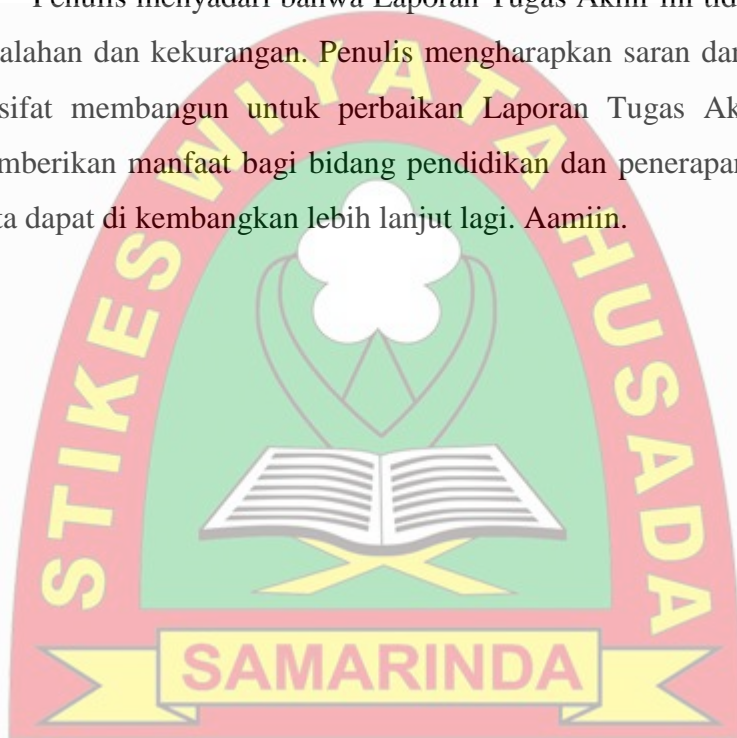 Penulis menyadari bahwa Laporan Tugas Akhir ini tid
alahan dan kekurangan. Penulis mengharapkan saran dan
sifat membangun untuk perbaikan Laporan Tugas Ak
mberikan manfaat bagi bidang pendidikan dan penerapan
ta dapat di kembangkan lebih lanjut lagi. Aamiin.
STIKES WIYATA HUSADA
SAMARINDA